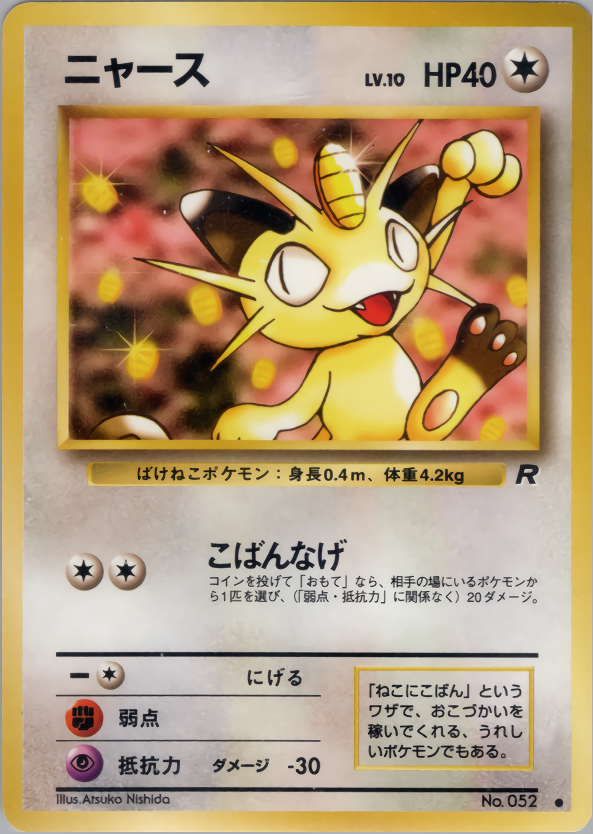 ニャース LV.10 HP40
ばけねこポケモン：身長0.4m、体重4.2kg R
こばんなげ
コインを投げて「おもて」なら、相手の場にいるポケモンか
ら1匹を選び、（「弱点・抵抗力」に関係なく）20ダメージ。
− にげる
弱点
抵抗力 ダメージ -30
「ねこにこばん」という
ワザで、おこづかいを
稼いでくれる、うれし
いポケモンでもある。
Illus.Atsuko Nishida
No. 052 ●